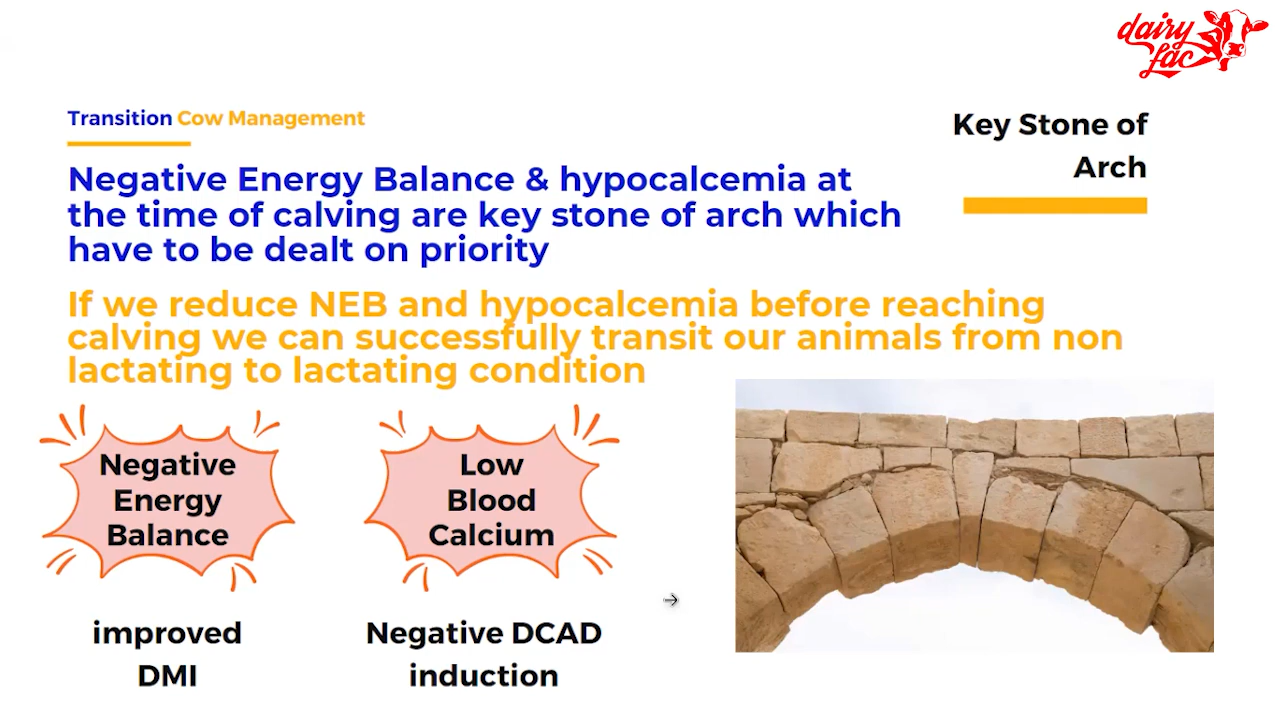 dairy
lac
Transition Cow Management
Key Stone of
Arch
Negative Energy Balance & hypocalcemia at
the time of calving are key stone of arch which
have to be dealt on priority
If we reduce NEB and hypocalcemia before reaching
calving we can successfully transit our animals from non
lactating to lactating condition
Negative
Energy
Balance
Low
Blood
Calcium
improved
DMI
Negative DCAD
induction